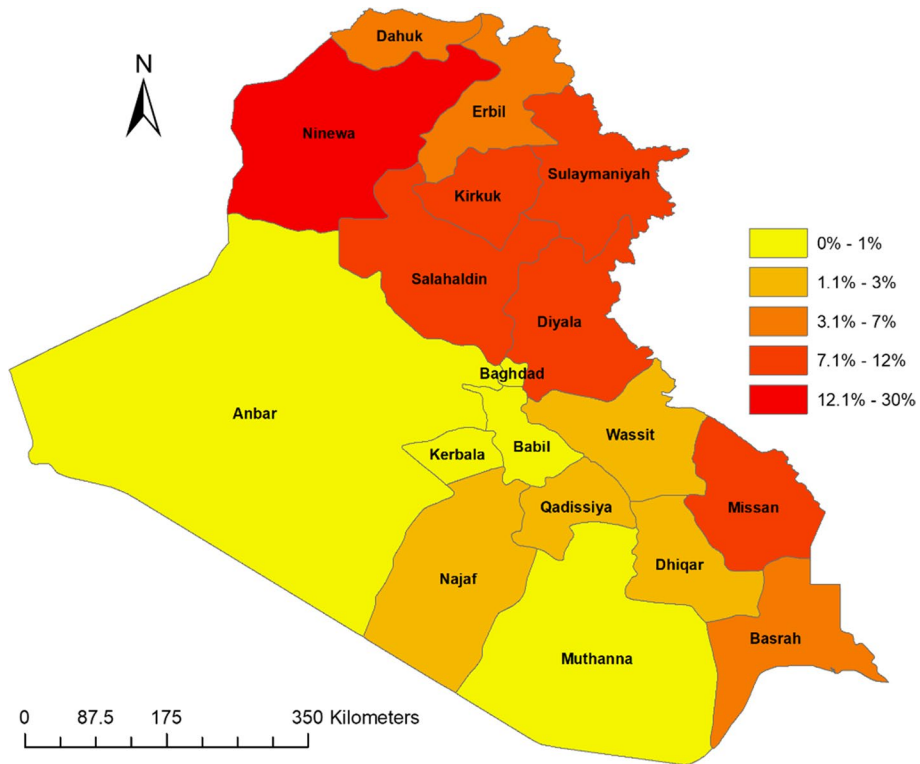 Dahuk
N
Erbil
Ninewa
Sulaymaniyah
Kirkuk
0% - 1%
Salahaldin
1.1% - 3%
Diyala
3.1% - 7%
7.1% - 12%
Baghdad
12.1% - 30%
Anbar
Wassit
Babil
Kerbala
Qadissiya
Missan
Dhiqar
Najaf
Basrah
Muthanna
0 87.5 175 350 Kilometers